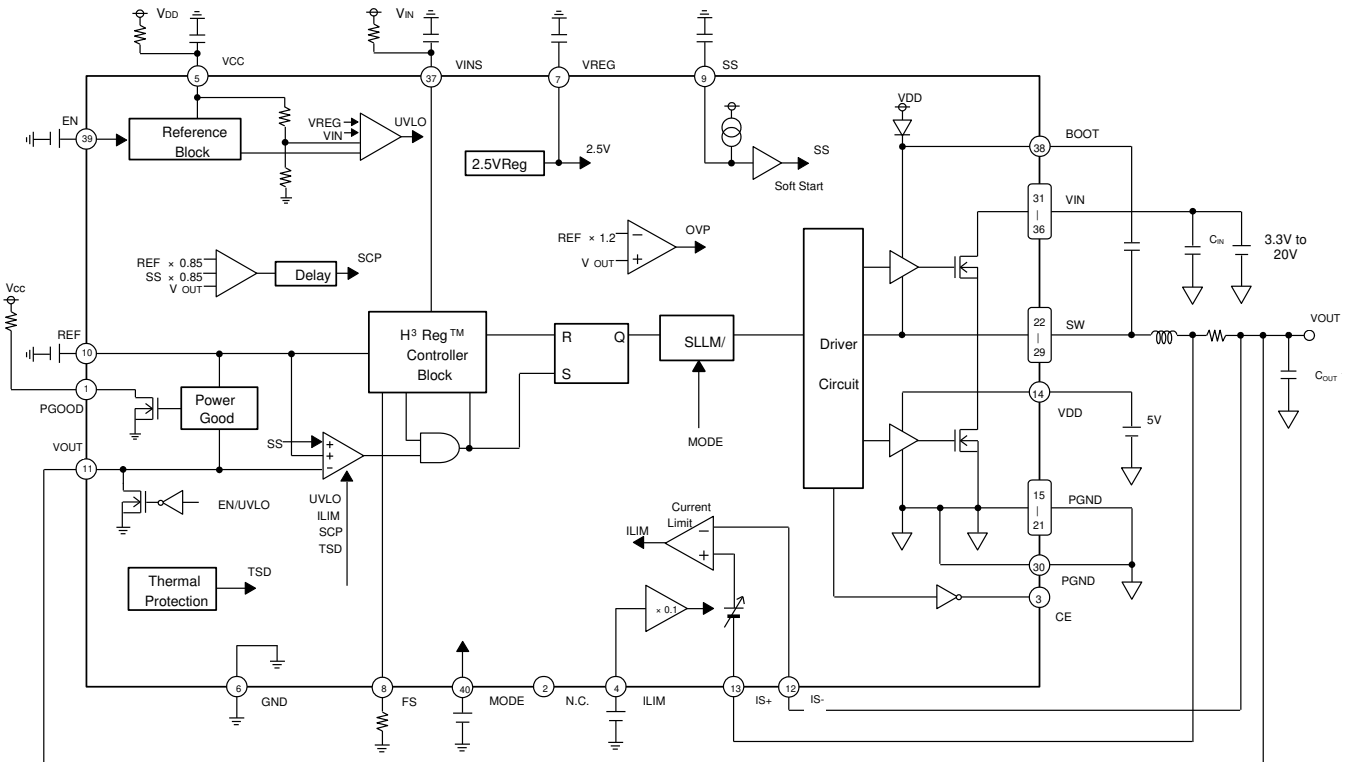 VDD
VIN
VCC
VINS
VREG
SS
5
37
7
9
EN
39
Reference
Block
VREG
VIN
UVLO
2.5VReg
2.5V
SS
Soft Start
VDD
BOOT
38
31
|
36
VIN
CIN
3.3V to
20V
REF × 0.85
SS × 0.85
V OUT
Delay
SCP
REF × 1.2
V OUT
−
+
OVP
Vcc
REF
10
H³ Reg™
Controller
Block
R
Q
S
SLLM/
MODE
Driver
Circuit
22
|
29
SW
VOUT
COUT
1
PGOOD
Power
Good
14
VDD
5V
VOUT
11
SS
+
+
−
EN/UVLO
UVLO
ILIM
SCP
TSD
Current
Limit
ILIM
−
+
15
|
21
PGND
30
PGND
Thermal
Protection
TSD
× 0.1
3
CE
6
GND
8
FS
40
MODE
2
N.C.
4
ILIM
13
IS+
12
IS-